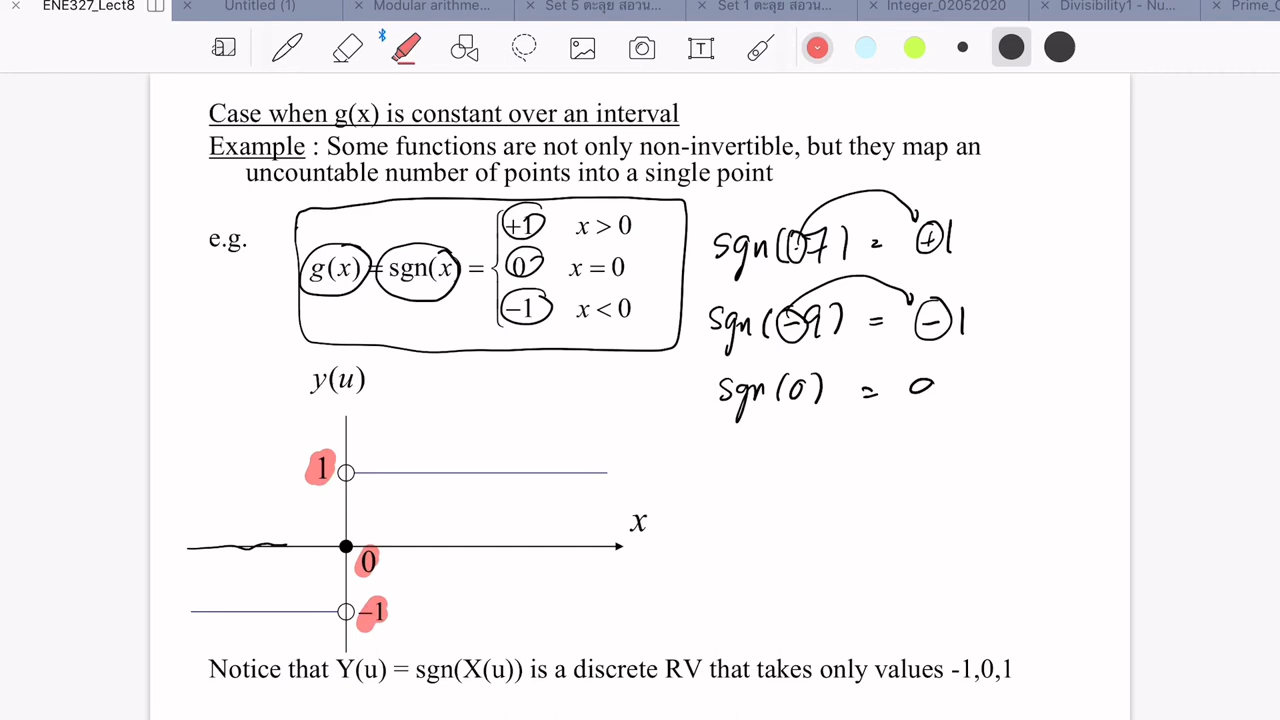 ENE327_Lect8 Untitled (1) Modular arithme... Set 5 ตะลุย สอวน... Set 1 ตะลุย สอวน... Integer_02052020 Divisibility1 - Nu... Prime_
Case when g(x) is constant over an interval
Example : Some functions are not only non-invertible, but they map an
uncountable number of points into a single point
e.g.
g(x) = sgn(x) =
+1 x > 0
0 x = 0
−1 x < 0
sgn(07) = +1
sgn(-9) = -1
sgn(0) = 0
y(u)
1
x
0
−1
Notice that Y(u) = sgn(X(u)) is a discrete RV that takes only values -1,0,1